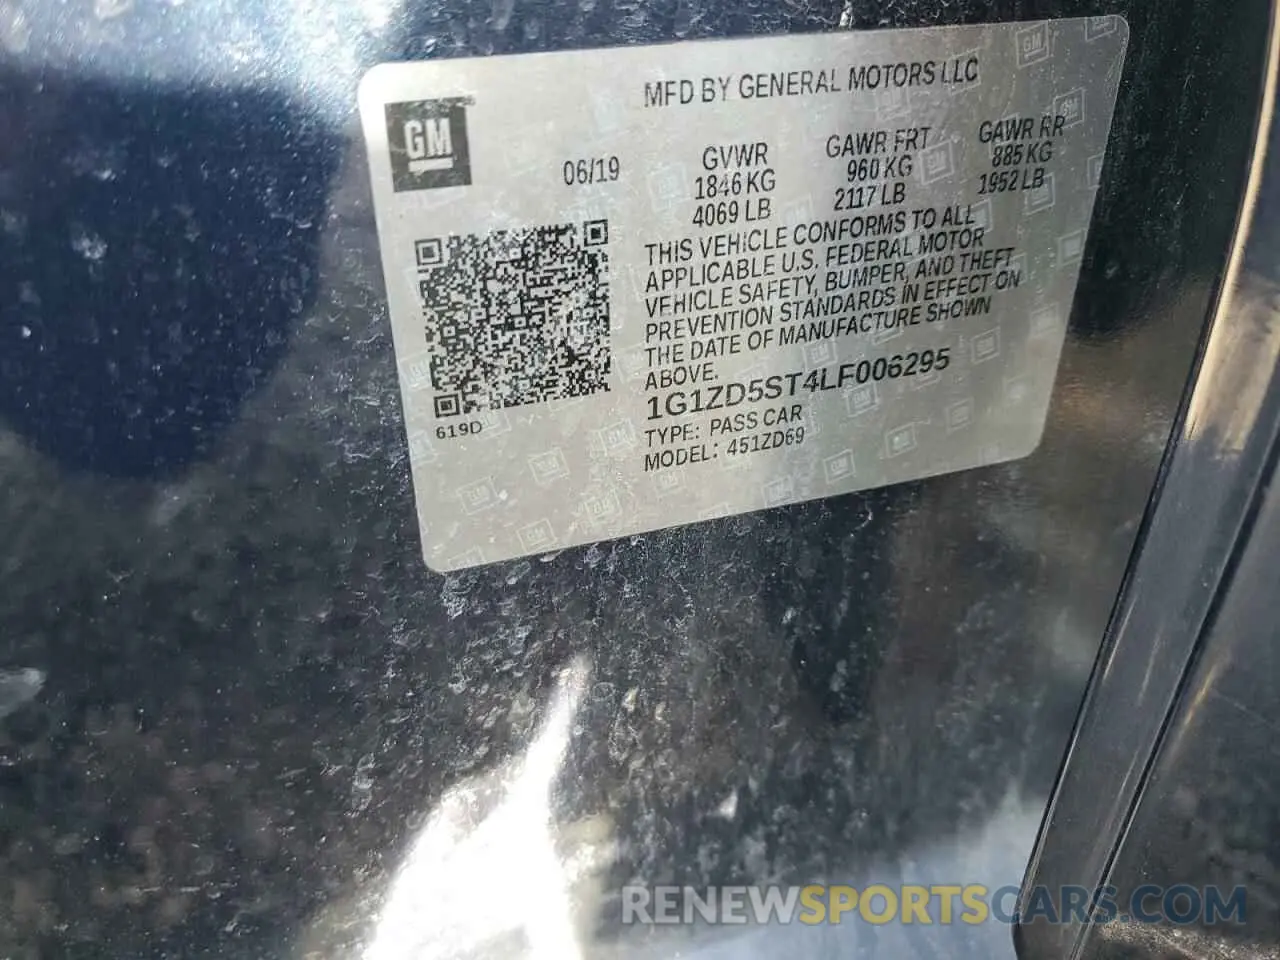 MFD BY GENERAL MOTORS LLC
GM
06/19
GVWR
1846 KG
4069 LB
GAWR FRT
960 KG
2117 LB
GAWR RR
885 KG
1952 LB
THIS VEHICLE CONFORMS TO ALL
APPLICABLE U.S. FEDERAL MOTOR
VEHICLE SAFETY, BUMPER, AND THEFT
PREVENTION STANDARDS IN EFFECT ON
THE DATE OF MANUFACTURE SHOWN
ABOVE.
1G1ZD5ST4LF006295
TYPE: PASS CAR
MODEL: 451ZD69
619D
RENEWSPORTSCARS.COM